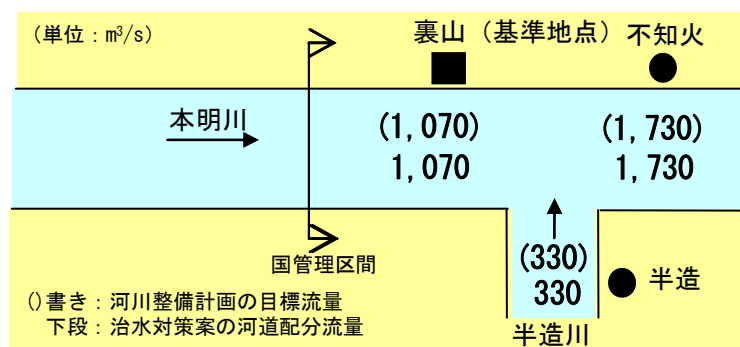 (単位：m³/s)
裏山（基準地点）
不知火
本明川
(1,070)
1,070
(1,730)
1,730
国管理区間
(330)
330
半造
半造川
()書き：河川整備計画の目標流量
下段：治水対策案の河道配分流量